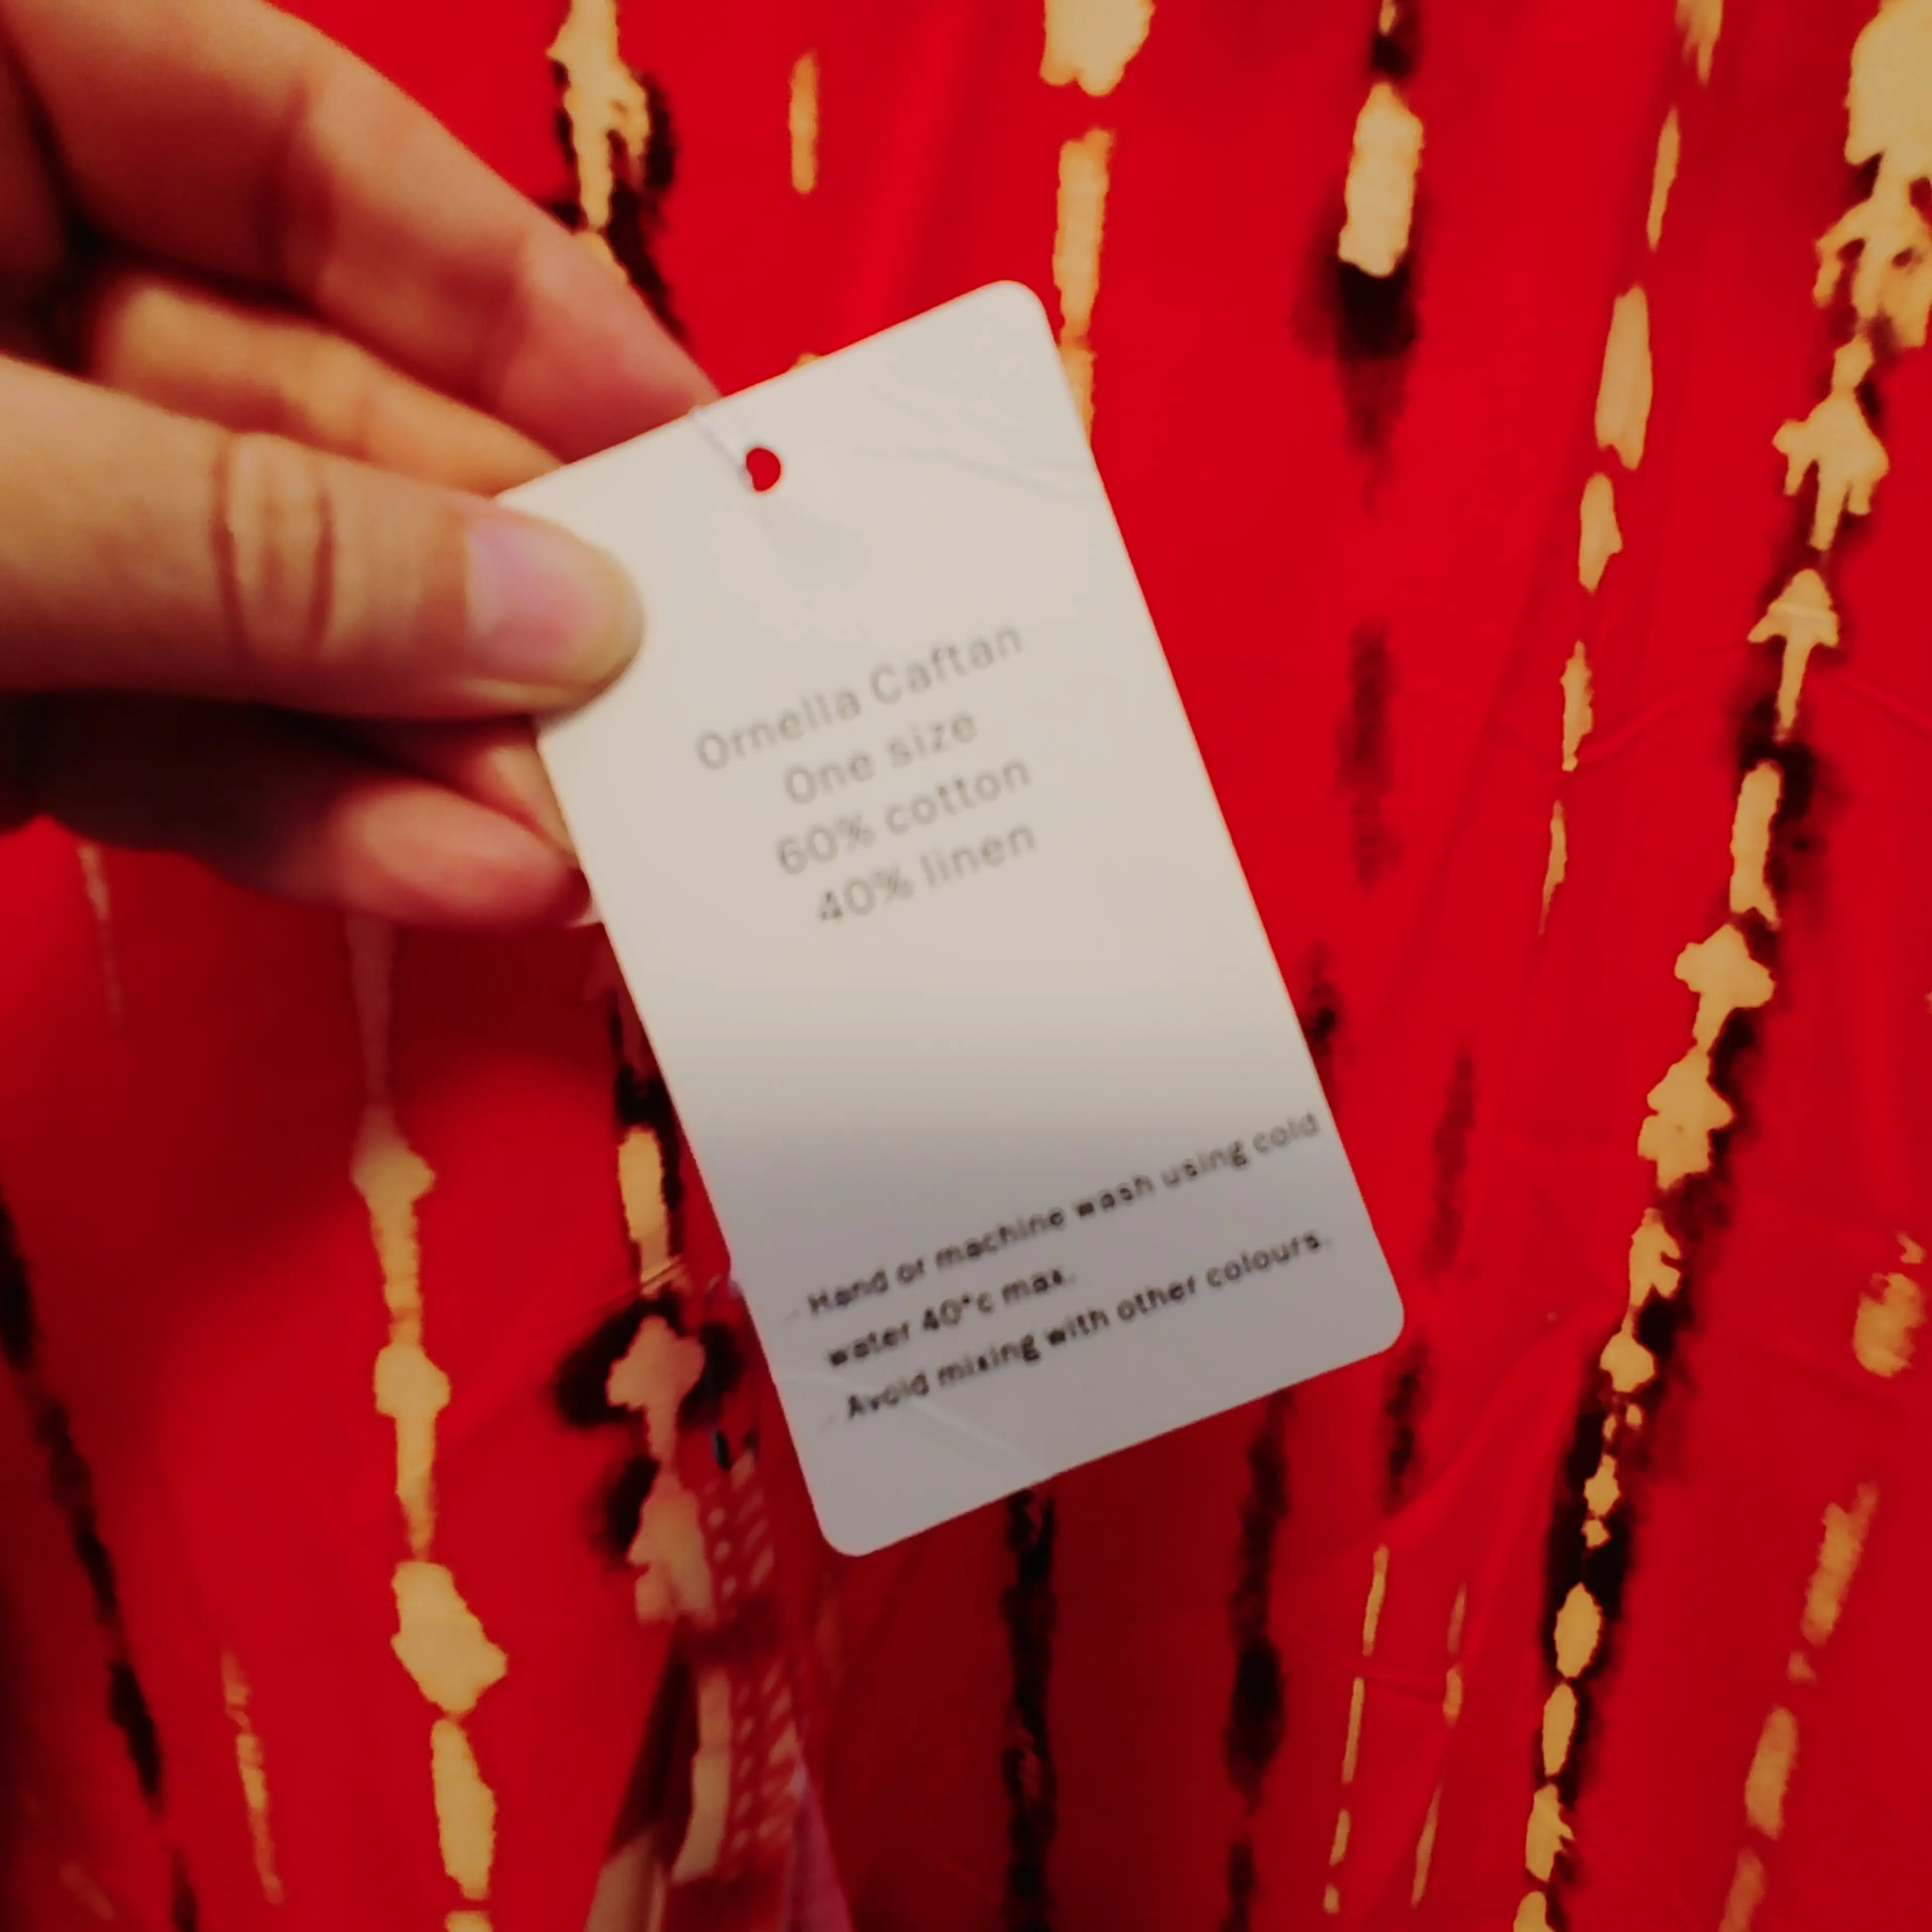 Ornella Caftan
One size
60% cotton
40% linen
- Hand or machine wash using cold
water 40°c max.
- Avoid mixing with other colours.